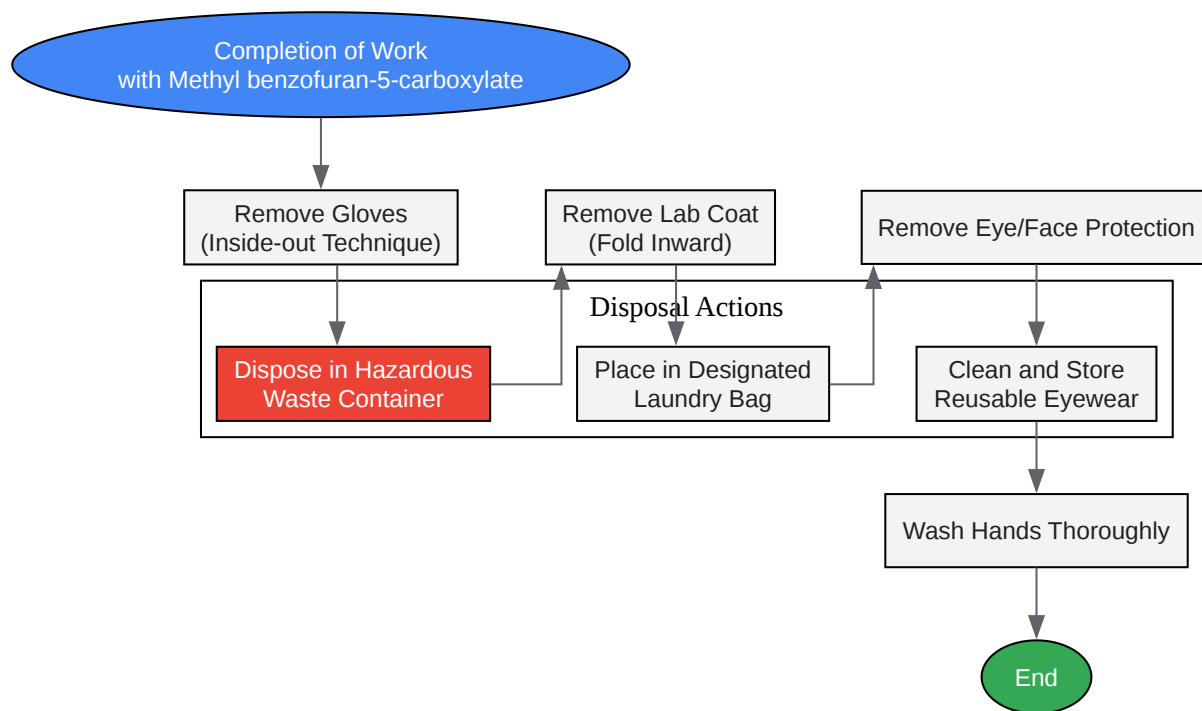 Completion of Work
with Methyl benzofuran-5-carboxylate
Remove Gloves
(Inside-out Technique)
Remove Lab Coat
(Fold Inward)
Remove Eye/Face Protection
Disposal Actions
Dispose in Hazardous
Waste Container
Place in Designated
Laundry Bag
Clean and Store
Reusable Eyewear
Wash Hands Thoroughly
End